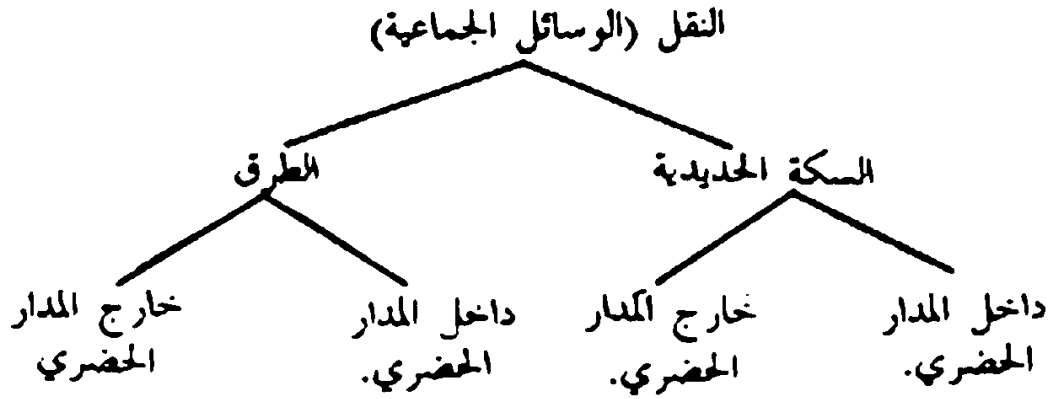 النقل (الوسائل الجماعية)
السكة الحديدية
الطرق
داخل المدار
الحضري.
خارج المدار
الحضري.
داخل المدار
الحضري.
خارج المدار
الحضري